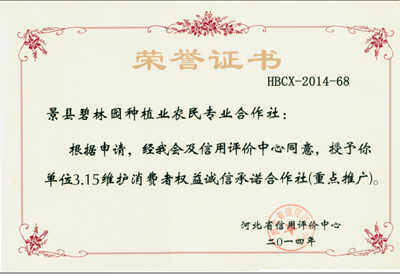 荣誉证书
HBCX-2014-68
景县碧林园种植业农民专业合作社：
根据申请，经我会及信用评价中心同意，授予你
单位3.15维护消费者权益诚信承诺合作社(重点推广)。
河北省信用评价中心
二〇一四年